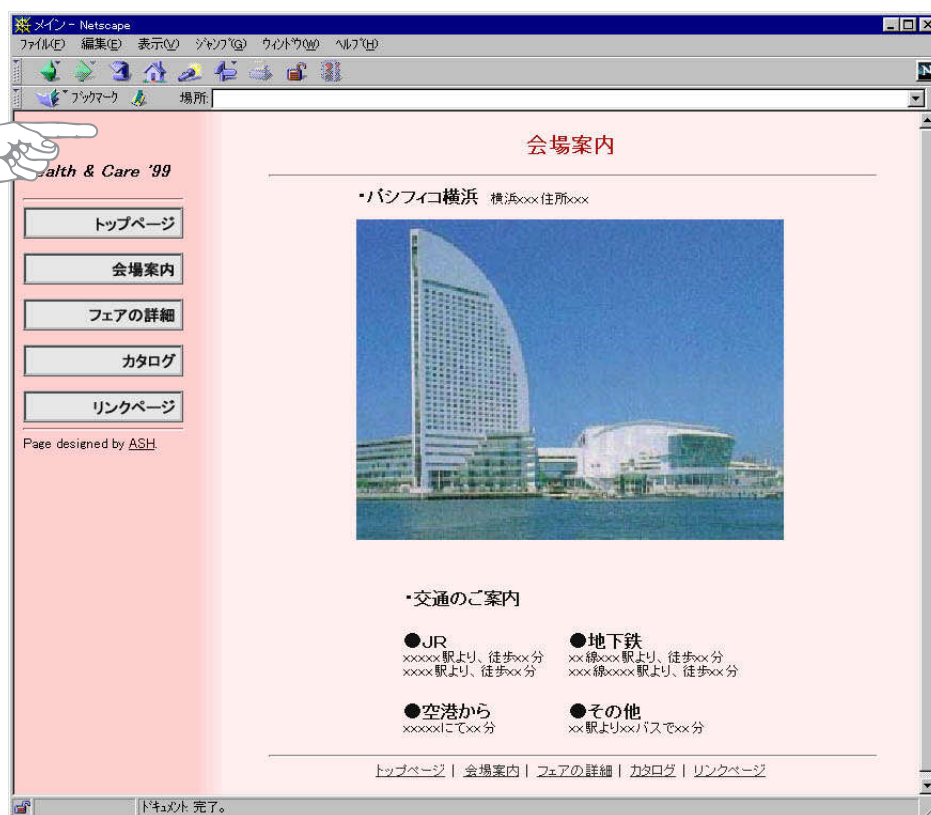 メイン - Netscape
ファイル(F) 編集(E) 表示(V) ジャンプ(G) ウィンドウ(W) ヘルプ(H)
ブックマーク 場所:
ealth & Care '99
トップページ
会場案内
フェアの詳細
カタログ
リンクページ
Page designed by ASH.
会場案内
・パシフィコ横浜 横浜xxx住所xxx
・交通のご案内
●JR
xxxxx駅より、徒歩xx分
xxxx駅より、徒歩xx分
●地下鉄
xx線xxx駅より、徒歩xx分
xxx線xxxx駅より、徒歩xx分
●空港から
xxxxxにてxx分
●その他
xx駅よりxxバスでxx分
トップページ | 会場案内 | フェアの詳細 | カタログ | リンクページ
ドキュメント: 完了。